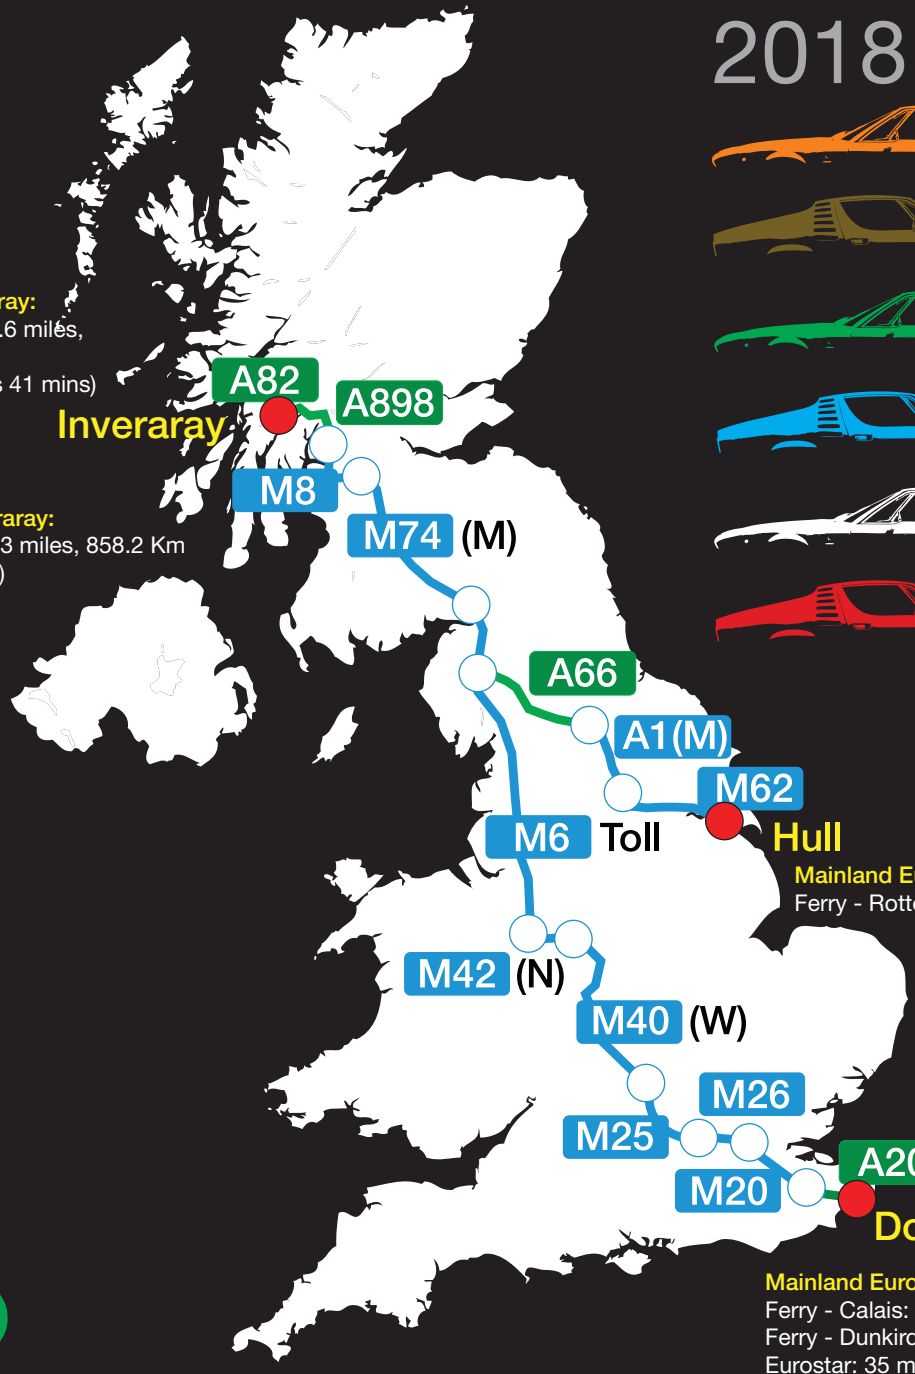 2018
ray:
.6 miles,
s 41 mins)
A82
A898
Inveraray
M8
raray:
3 miles, 858.2 Km
)
M74 (M)
A66
A1(M)
M62
Hull
M6 Toll
Mainland E
Ferry - Rott
M42 (N)
M40 (W)
M26
M25
M20
A20
Do
Mainland Euro
Ferry - Calais:
Ferry - Dunkir
Eurostar: 35 m